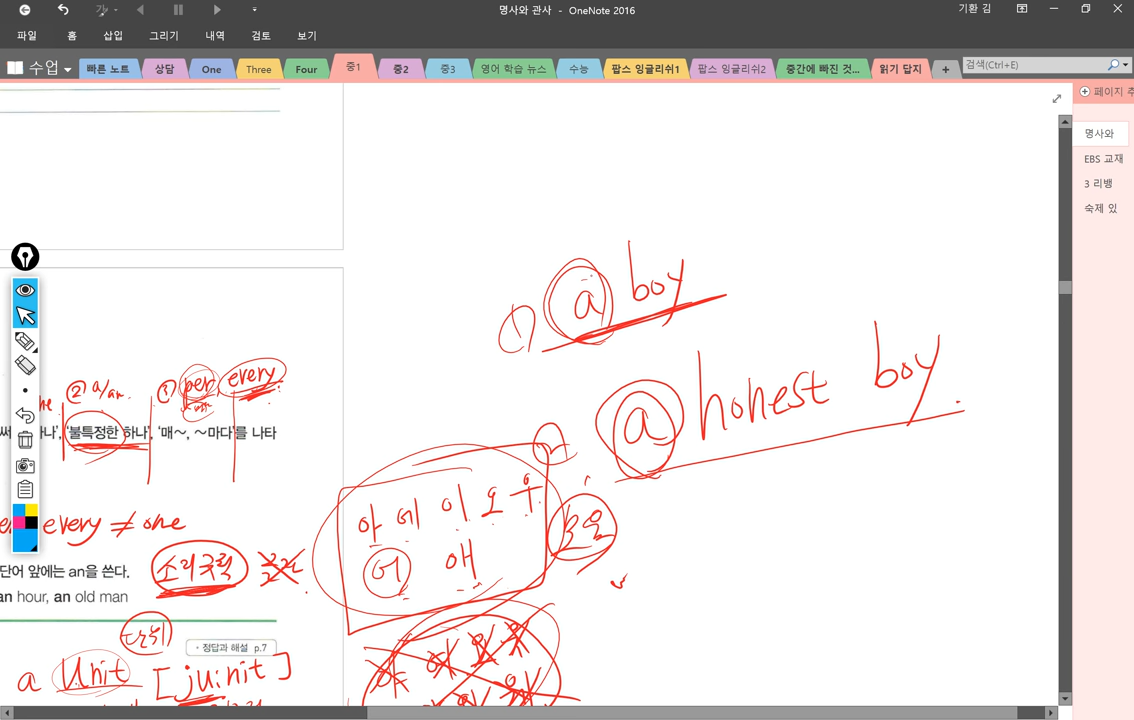 명사와 관사 - OneNote 2016
기환 김
파일 홈 삽입 그리기 내역 검토 보기
수업 빠른 노트 상담 One Three Four 중1 중2 중3 영어 학습 뉴스 수능 팝스 잉글리쉬1 팝스 잉글리쉬2 중간에 빠진 것... 읽기 답지 + 검색(Ctrl+E)
페이지 추
명사와
EBS 교재
3 리뱅
숙제 있
① a boy
a honest boy
② a/an ③ per every
'불특정한 하나', '매~, ~마다'를 나타
아 에 이 오 우
어 애
모음
every ≠ one
단어 앞에는 an을 쓴다.
소리규칙
an hour, an old man
단위
• 정답과 해설 p.7
a Unit [ju:nit]